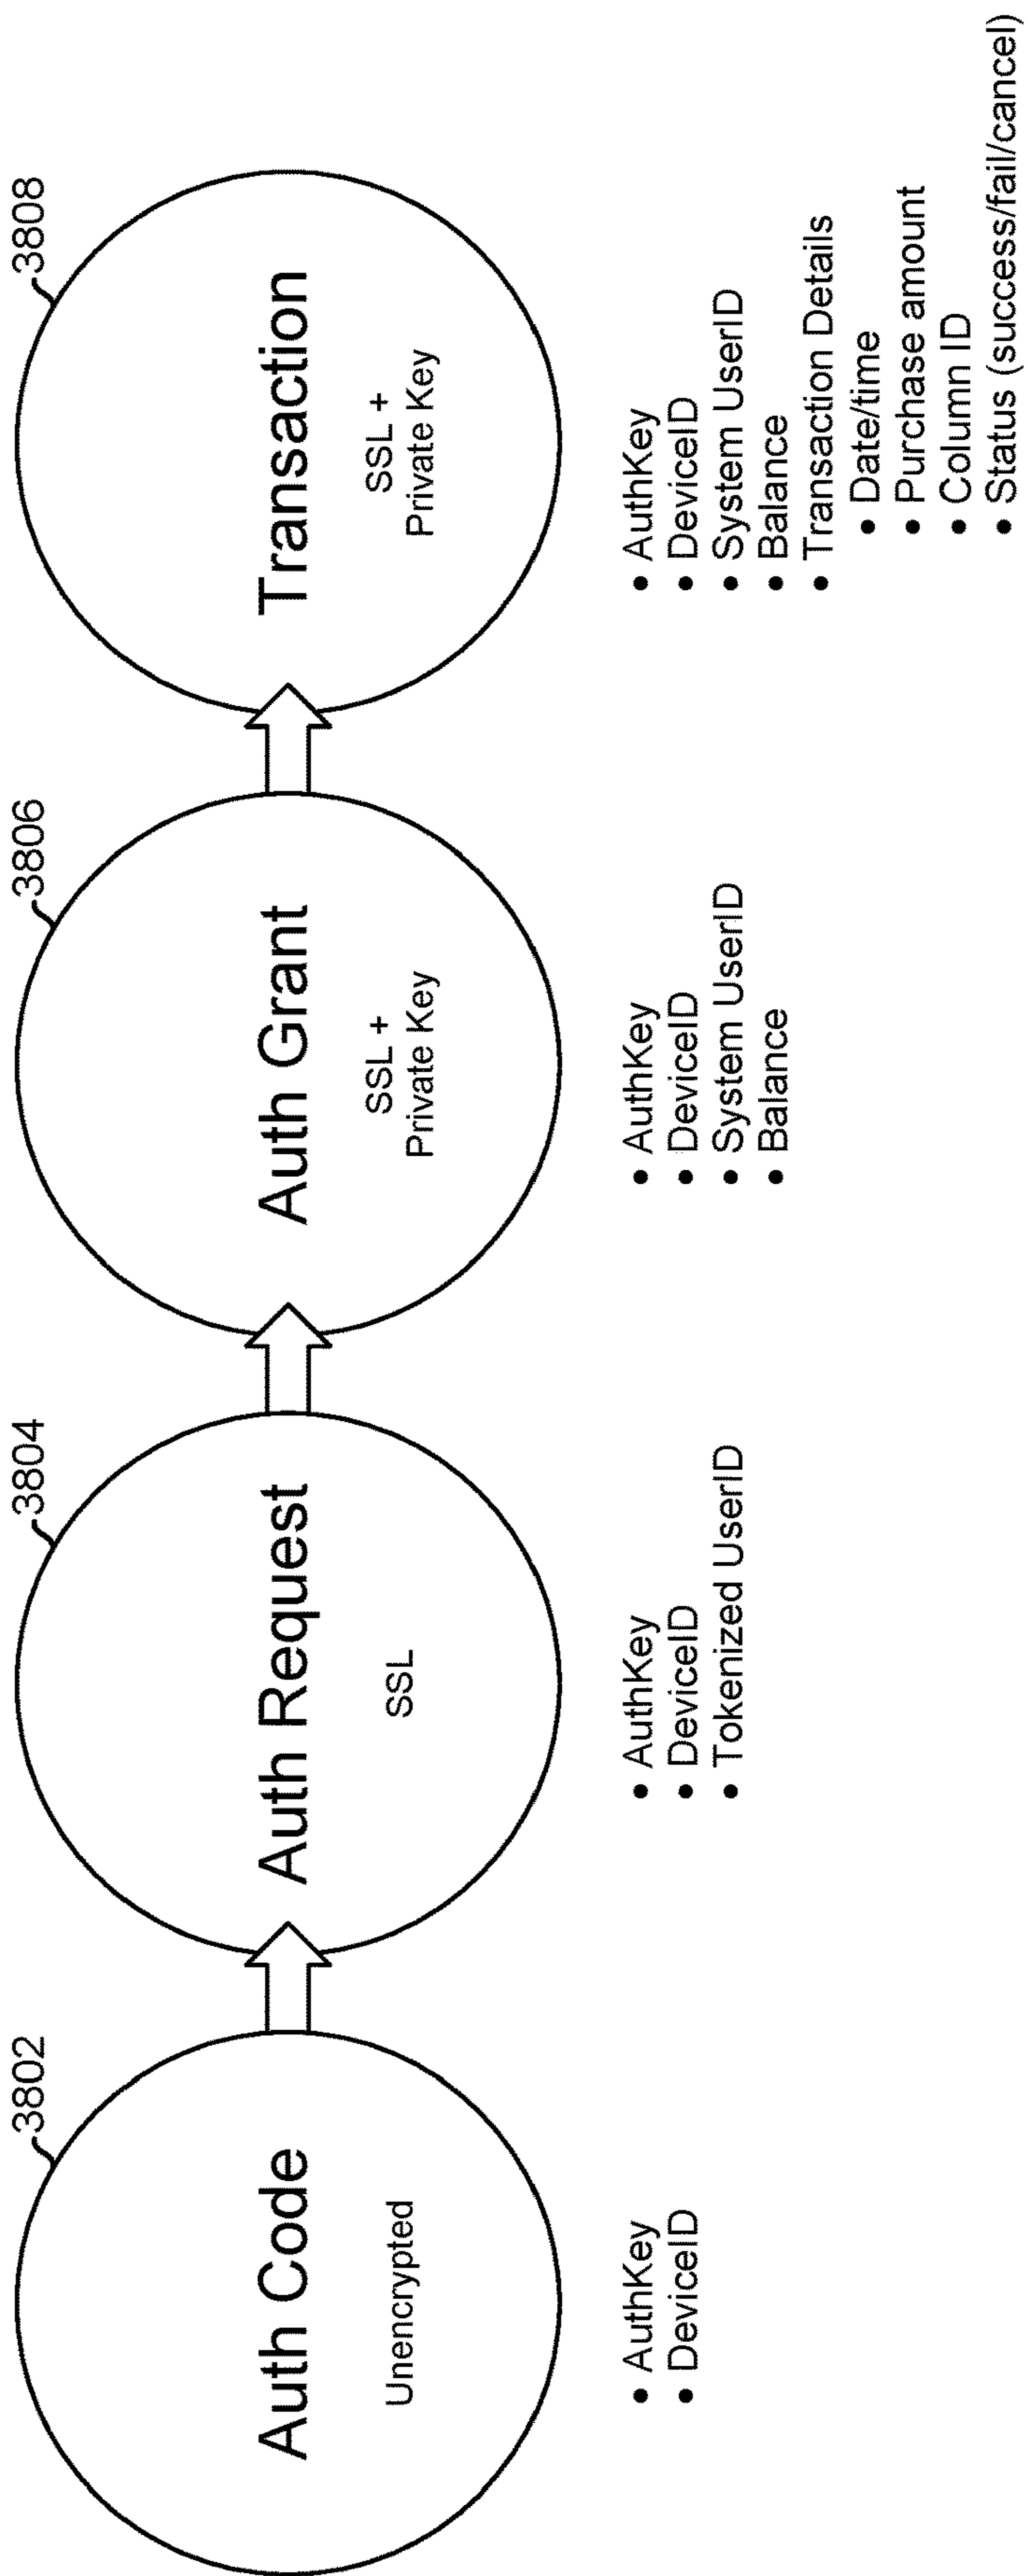 3802
Auth Code
Unencrypted
• AuthKey
• DeviceID
3804
Auth Request
SSL
• AuthKey
• DeviceID
• Tokenized UserID
3806
Auth Grant
SSL +
Private Key
• AuthKey
• DeviceID
• System UserID
• Balance
3808
Transaction
SSL +
Private Key
• AuthKey
• DeviceID
• System UserID
• Balance
• Transaction Details
• Date/time
• Purchase amount
• Column ID
• Status (success/fail/cancel)